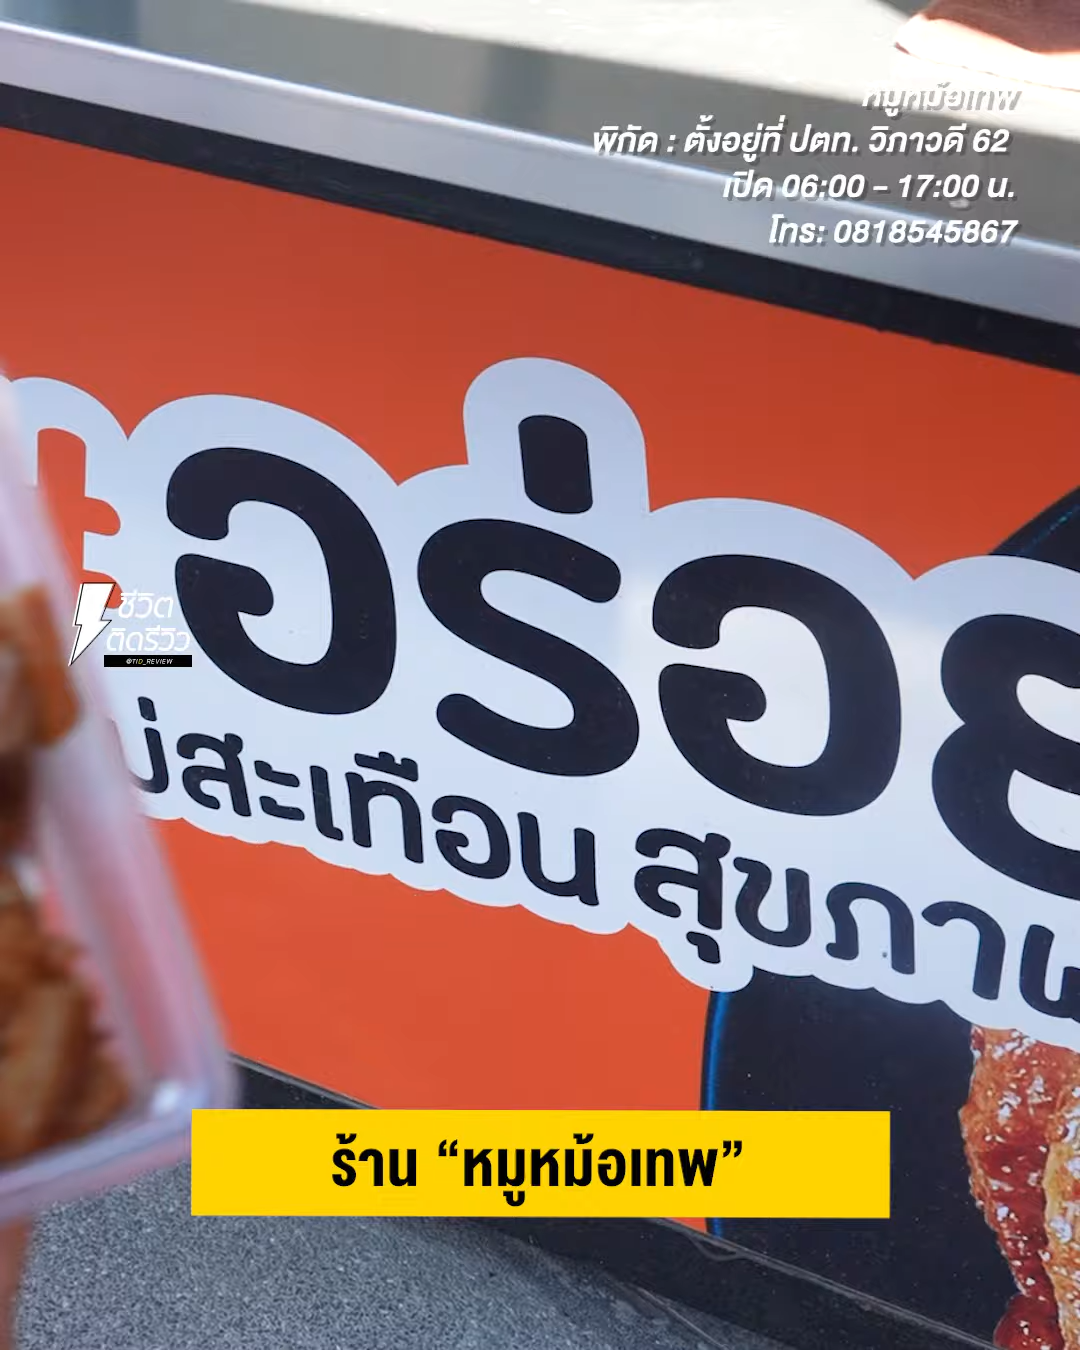 หมูหม้อเทพ
พิกัด : ตั้งอยู่ที่ ปตท. วิภาวดี 62
เปิด 06:00 - 17:00 น.
โทร: 0818545867
อร่อย
สะเทือน สุขภาพ
ชีวิต
ติดรีวิว
@TID_REVIEW
ร้าน “หมูหม้อเทพ”